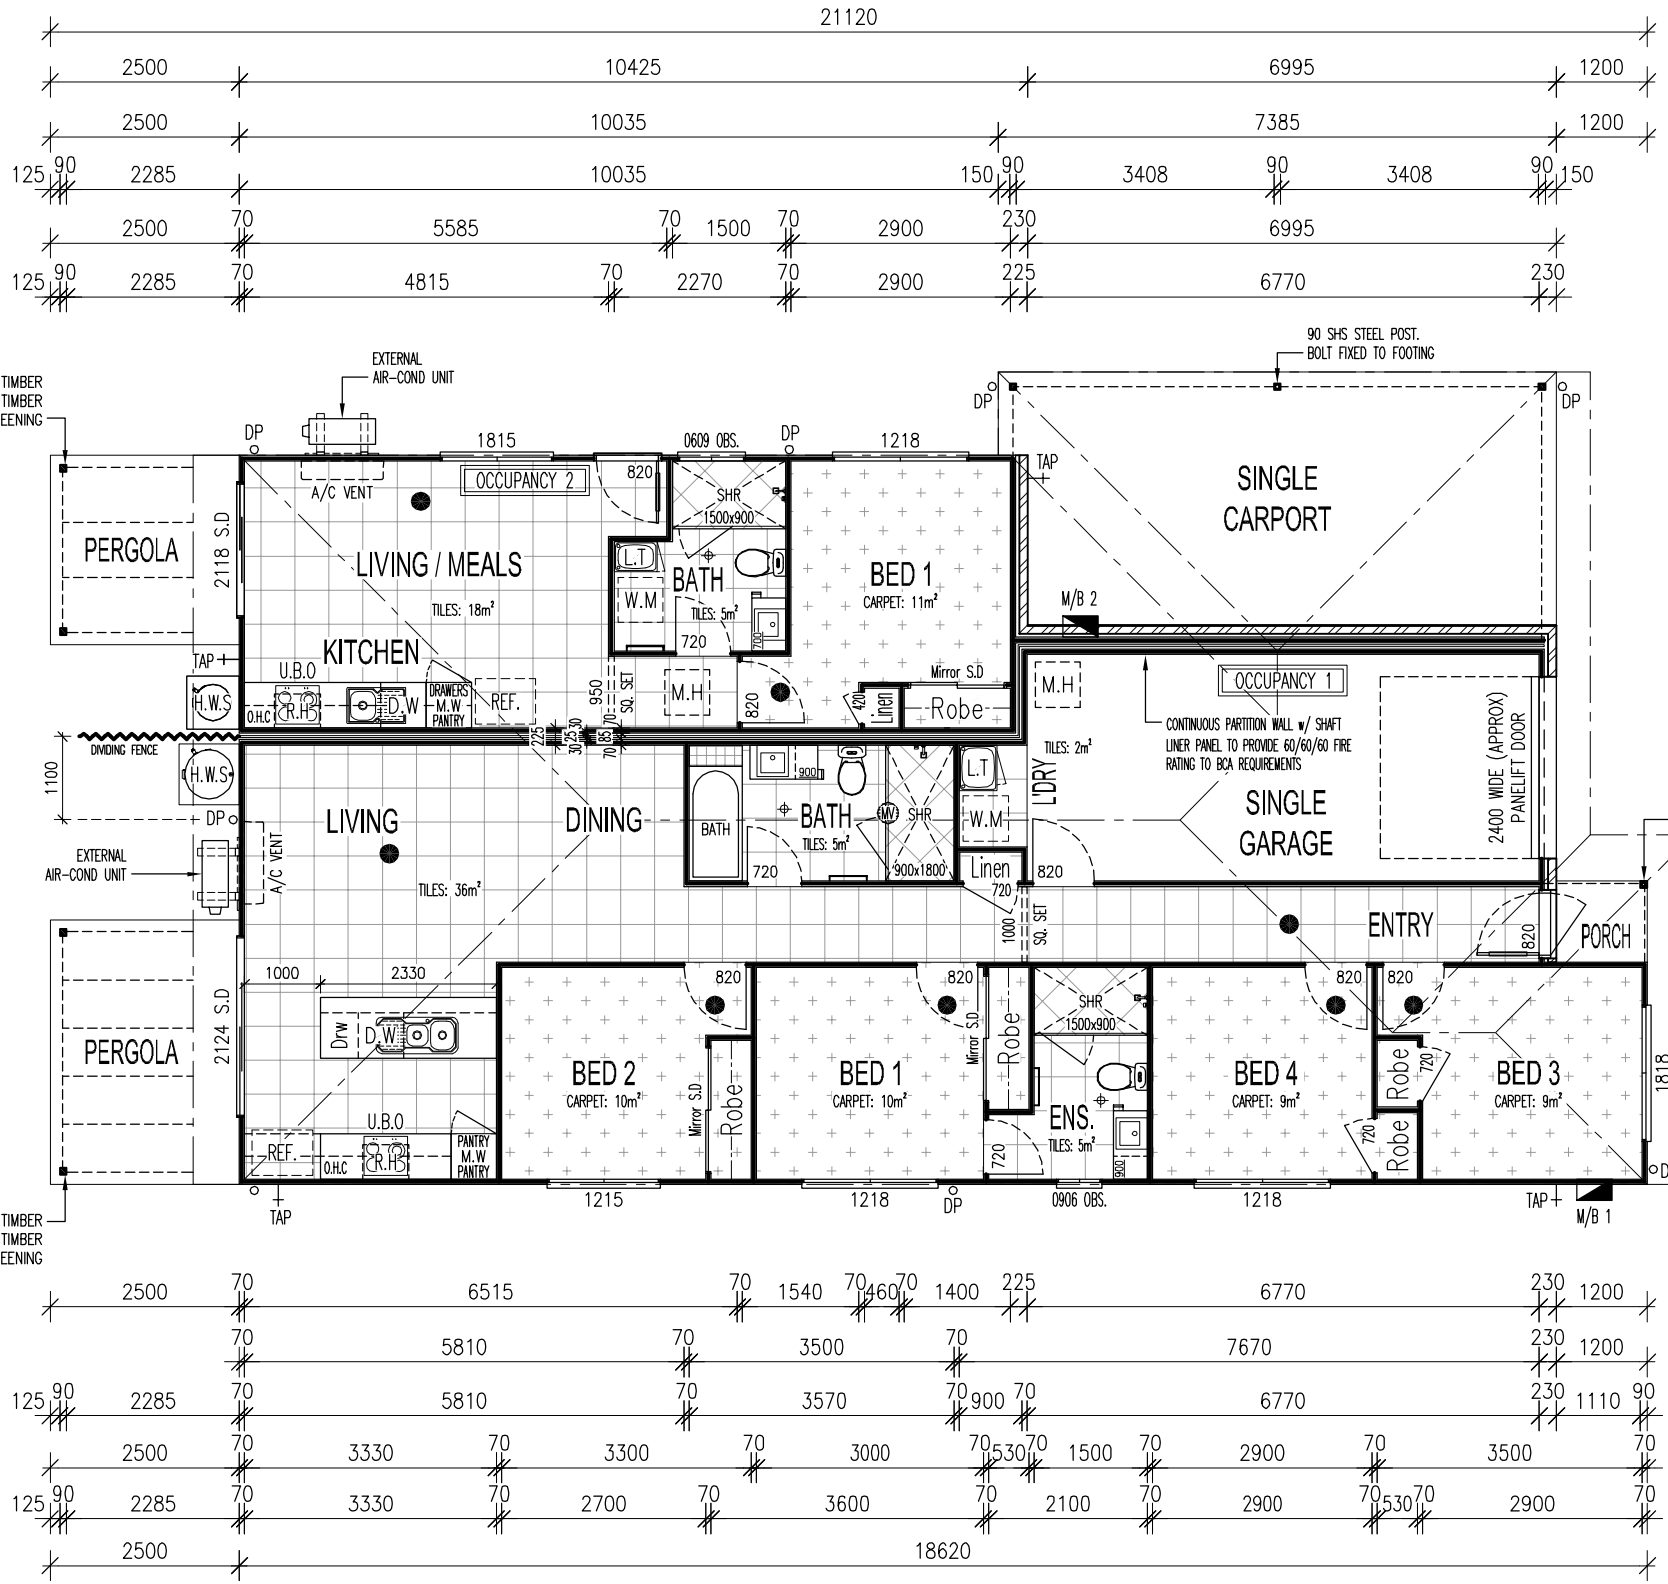 21120
2500 10425 6995 1200
2500 10035 7385 1200
125 90 2285 10035 150 90 3408 90 3408 90 150
2500 70 5585 70 1500 70 2900 230 6995
125 90 2285 70 4815 70 2270 70 2900 225 6770 230
90 SHS STEEL POST.
BOLT FIXED TO FOOTING
EXTERNAL
AIR-COND UNIT
TIMBER
TIMBER
EENING
DP
1815
0609 OBS.
DP
1218
DP
DP
TAP
A/C VENT
OCCUPANCY 2
820
SHR
1500x900
SINGLE
CARPORT
PERGOLA
2118 S.D
LIVING / MEALS
TILES: 18m²
L.T
W.M
BATH
TILES: 5m²
720
700
BED 1
CARPET: 11m²
M/B 2
KITCHEN
TAP
U.B.O
H.W.S
O.H.C
R.H
D.W
DRAWERS
M.W
PANTRY
REF.
950
SQ. SET
M.H
820
420
Linen
Mirror S.D
Robe
M.H
OCCUPANCY 1
CONTINUOUS PARTITION WALL w/ SHAFT
LINER PANEL TO PROVIDE 60/60/60 FIRE
RATING TO BCA REQUIREMENTS
2400 WIDE (APPROX)
PANELIFT DOOR
DIVIDING FENCE
225
30 25 30
70 85 70
1100
H.W.S
DP
LIVING
DINING
TILES: 36m²
A/C VENT
EXTERNAL
AIR-COND UNIT
BATH
900
BATH
TILES: 5m²
MV
SHR
720
900x1800
L.T
W.M
L'DRY
TILES: 2m²
SINGLE
GARAGE
Linen
720
820
1000
SQ. SET
ENTRY
820
PORCH
1000
2330
2124 S.D
PERGOLA
Drw
D.W
U.B.O
REF.
O.H.C
R.H
PANTRY
M.W
PANTRY
820
BED 2
CARPET: 10m²
Mirror S.D
Robe
820
BED 1
CARPET: 10m²
Mirror S.D
Robe
SHR
1500x900
ENS.
TILES: 5m²
720
900
820
BED 4
CARPET: 9m²
820
Robe
720
BED 3
CARPET: 9m²
720
Robe
1818
TAP
1215
1218
DP
0906 OBS.
1218
TAP
M/B 1
D
TIMBER
TIMBER
EENING
2500 70 6515 70 1540 70 460 70 1400 225 6770 230 1200
70 5810 70 3500 70 7670 230 1200
125 90 2285 70 5810 70 3570 70 900 70 6770 230 1110 90
2500 70 3330 70 3300 70 3000 70 530 70 1500 70 2900 70 3500 70
125 90 2285 70 3330 70 2700 70 3600 70 2100 70 2900 70 530 70 2900 70
2500 18620